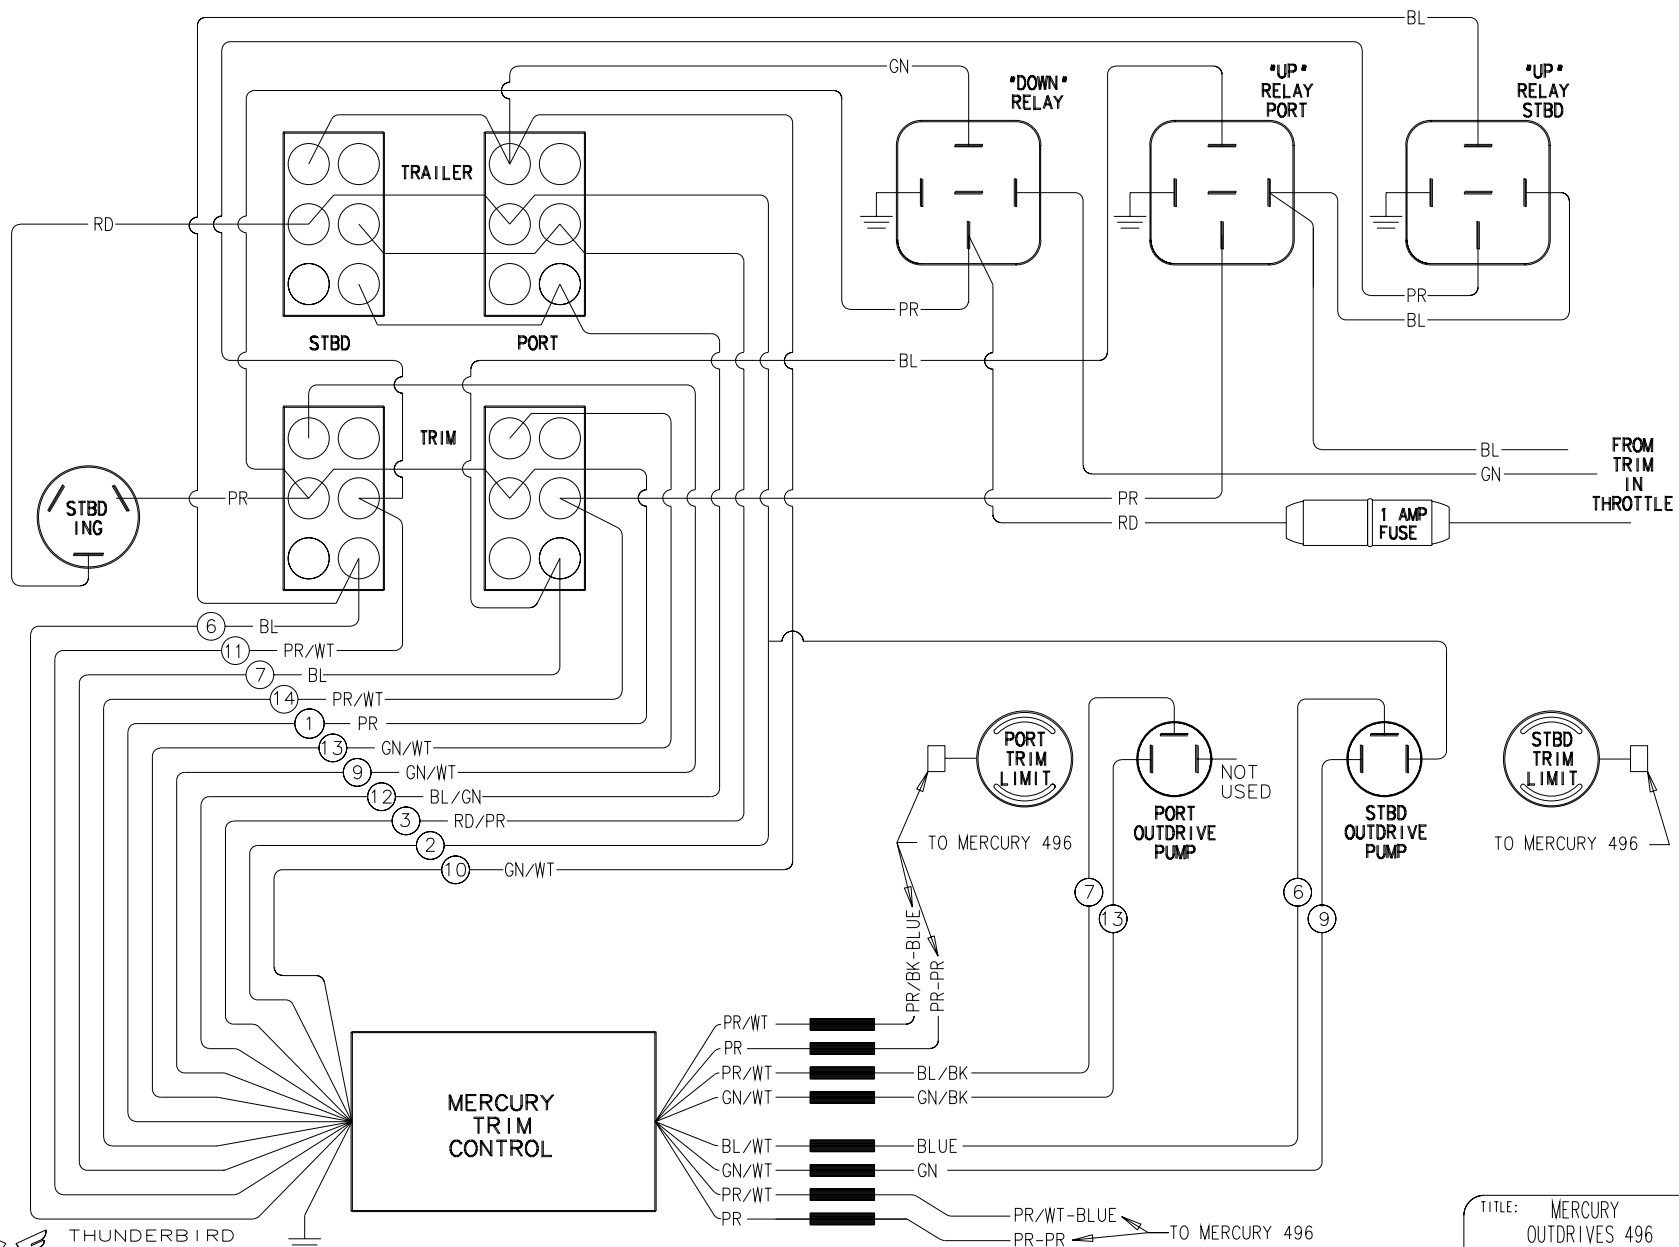 BL
GN
"DOWN"
RELAY
"UP"
RELAY
PORT
"UP"
RELAY
STBD
TRAILER
RD
PR
PR
BL
STBD
PORT
BL
TRIM
BL
GN
FROM
TRIM
IN
THROTTLE
STBD
ING
PR
PR
RD
1 AMP
FUSE
6 BL
11 PR/WT
7 BL
14 PR/WT
1 PR
13 GN/WT
9 GN/WT
12 BL/GN
3 RD/PR
2
10 GN/WT
PORT
TRIM
LIMIT
NOT
USED
STBD
TRIM
LIMIT
PORT
OUTDRIVE
PUMP
STBD
OUTDRIVE
PUMP
TO MERCURY 496
TO MERCURY 496
7
13
6
9
PR/BK-BLUE
PR-PR
MERCURY
TRIM
CONTROL
PR/WT
PR
PR/WT BL/BK
GN/WT GN/BK
BL/WT BLUE
GN/WT GN
PR/WT
PR
PR/WT-BLUE
PR-PR
TO MERCURY 496
THUNDERBIRD
TITLE: MERCURY
OUTDRIVES 496